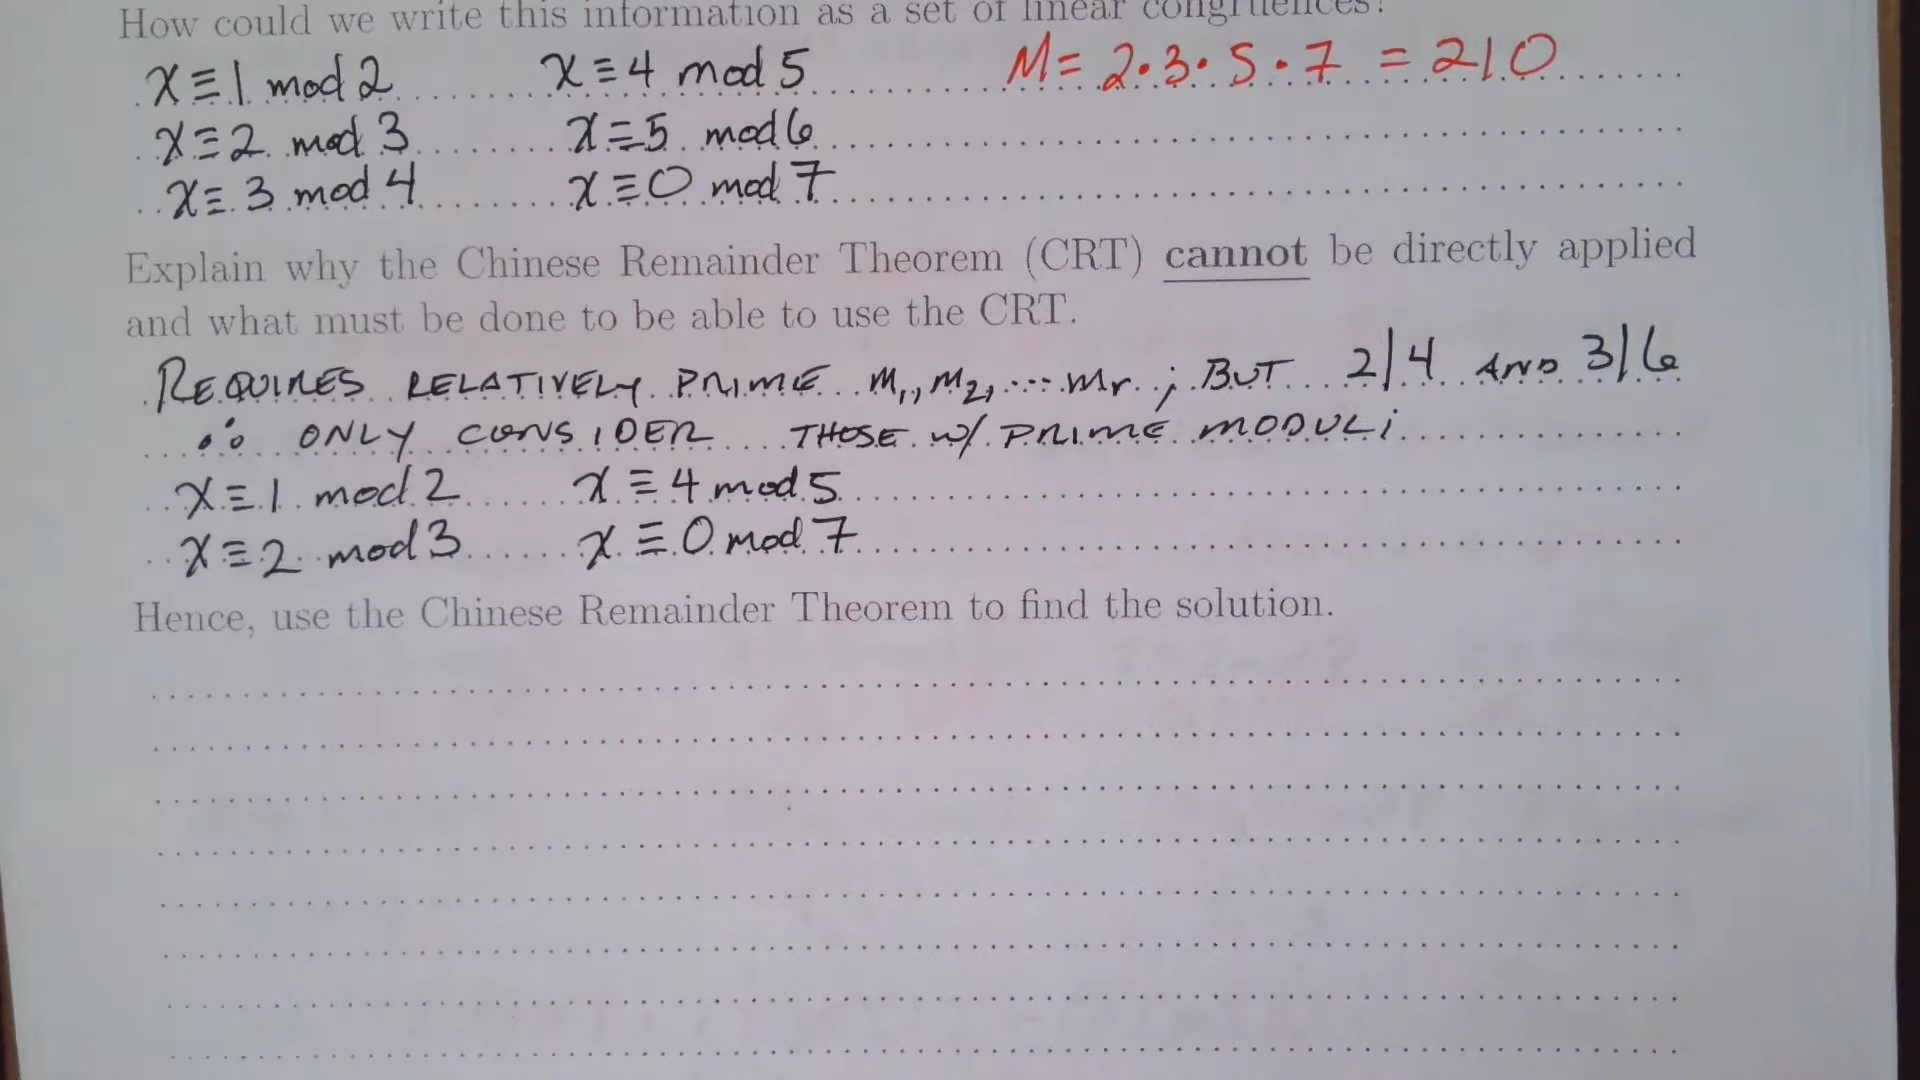 How could we write this information as a set of linear congruences?
x ≡ 1 mod 2 x ≡ 4 mod 5 M = 2·3·5·7 = 210
x ≡ 2 mod 3 x ≡ 5 mod 6
x ≡ 3 mod 4 x ≡ 0 mod 7
Explain why the Chinese Remainder Theorem (CRT) cannot be directly applied
and what must be done to be able to use the CRT.
REQUIRES RELATIVELY PRIME m₁, m₂, ... mr ; BUT 2|4 AND 3|6
∴ ONLY CONSIDER THOSE w/ PRIME MODULi
x ≡ 1 mod 2 x ≡ 4 mod 5
x ≡ 2 mod 3 x ≡ 0 mod 7
Hence, use the Chinese Remainder Theorem to find the solution.